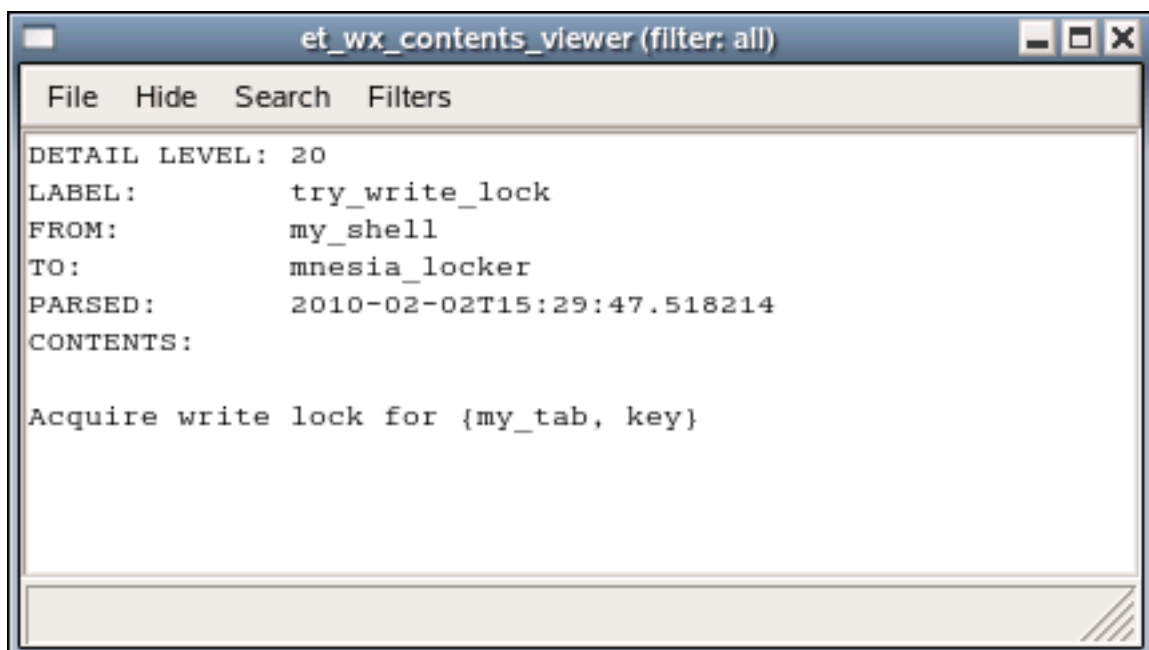 et_wx_contents_viewer (filter: all)
File Hide Search Filters
DETAIL LEVEL: 20
LABEL: try_write_lock
FROM: my_shell
TO: mnesia_locker
PARSED: 2010-02-02T15:29:47.518214
CONTENTS:
Acquire write lock for {my_tab, key}